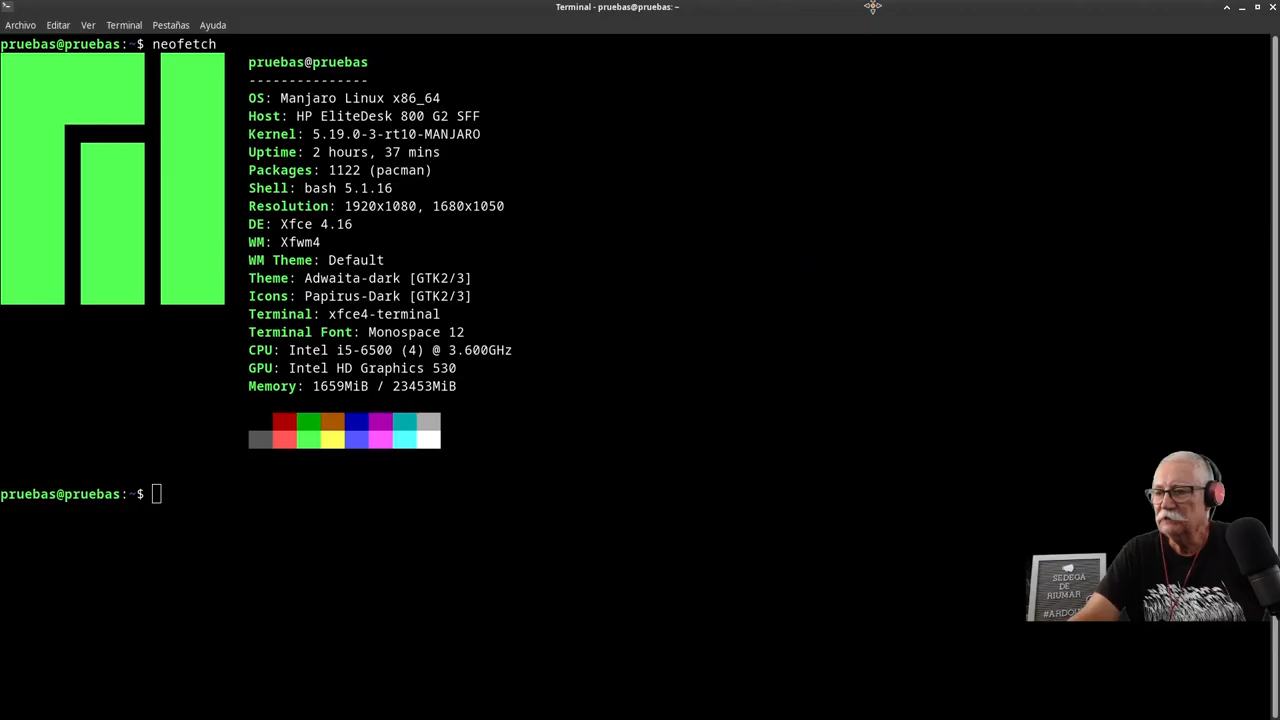 Terminal - pruebas@pruebas: ~
Archivo Editar Ver Terminal Pestañas Ayuda
pruebas@pruebas:~$ neofetch
pruebas@pruebas
---------------
OS: Manjaro Linux x86_64
Host: HP EliteDesk 800 G2 SFF
Kernel: 5.19.0-3-rt10-MANJARO
Uptime: 2 hours, 37 mins
Packages: 1122 (pacman)
Shell: bash 5.1.16
Resolution: 1920x1080, 1680x1050
DE: Xfce 4.16
WM: Xfwm4
WM Theme: Default
Theme: Adwaita-dark [GTK2/3]
Icons: Papirus-Dark [GTK2/3]
Terminal: xfce4-terminal
Terminal Font: Monospace 12
CPU: Intel i5-6500 (4) @ 3.600GHz
GPU: Intel HD Graphics 530
Memory: 1659MiB / 23453MiB
pruebas@pruebas:~$
SEDEGA
DE
RIUMAR